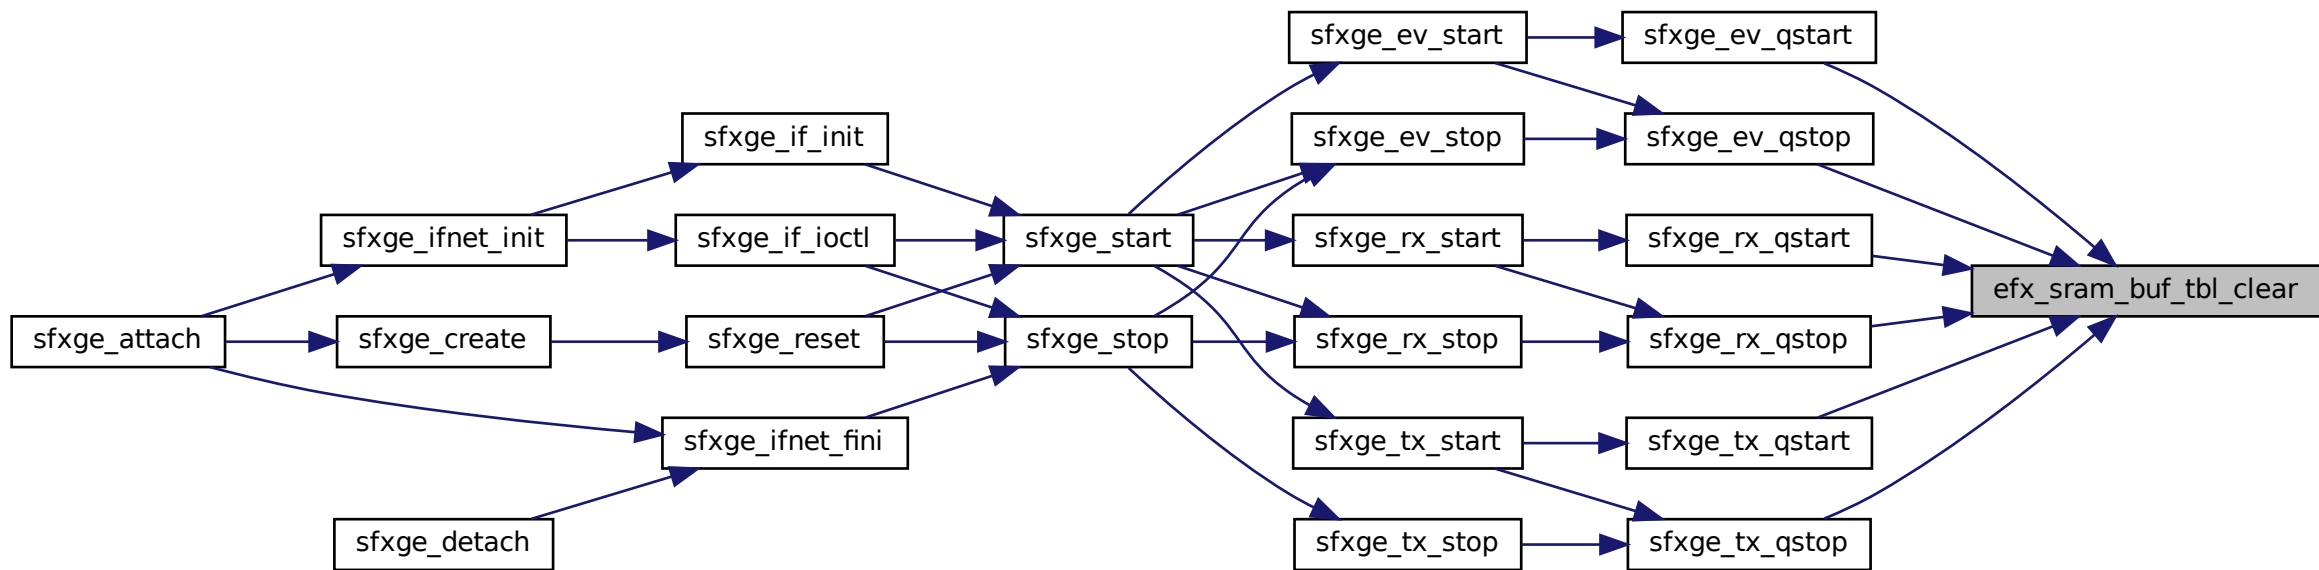 sfxge_ev_start
sfxge_ev_qstart
sfxge_if_init
sfxge_ev_stop
sfxge_ev_qstop
sfxge_ifnet_init
sfxge_if_ioctl
sfxge_start
sfxge_rx_start
sfxge_rx_qstart
efx_sram_buf_tbl_clear
sfxge_attach
sfxge_create
sfxge_reset
sfxge_stop
sfxge_rx_stop
sfxge_rx_qstop
sfxge_ifnet_fini
sfxge_tx_start
sfxge_tx_qstart
sfxge_detach
sfxge_tx_stop
sfxge_tx_qstop